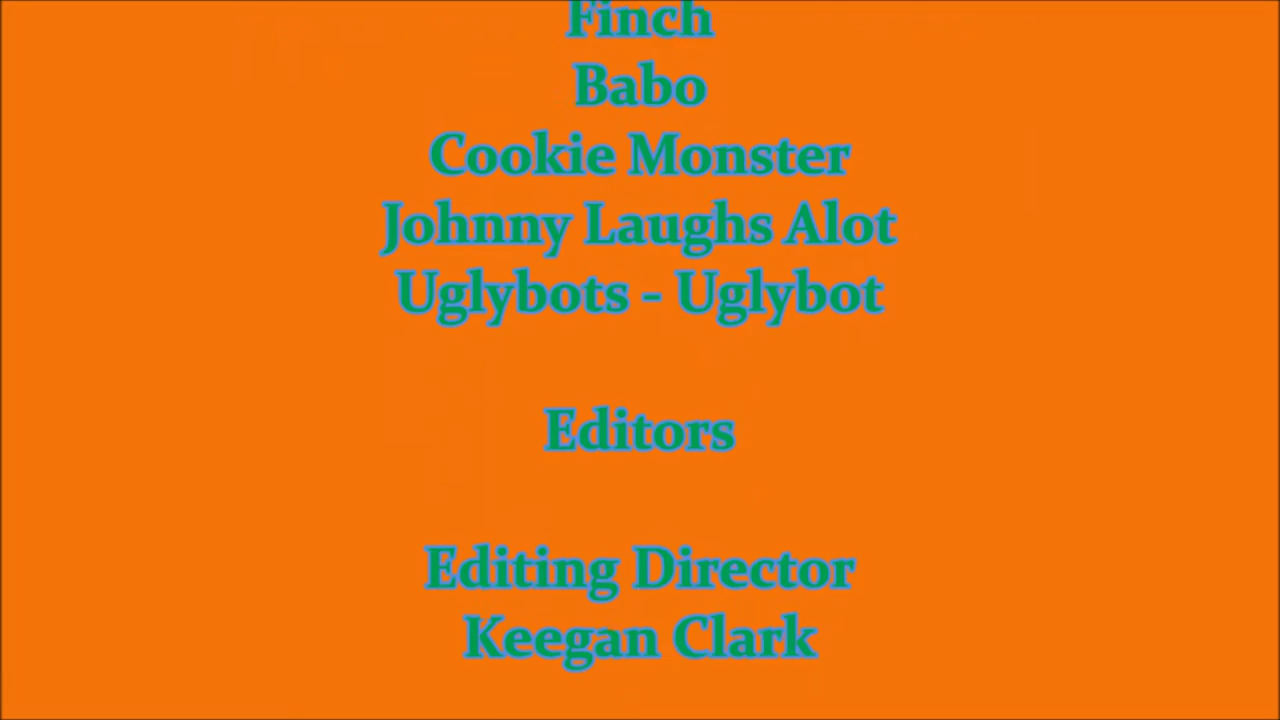 Finch
Babo
Cookie Monster
Johnny Laughs Alot
Uglybots - Uglybot
Editors
Editing Director
Keegan Clark